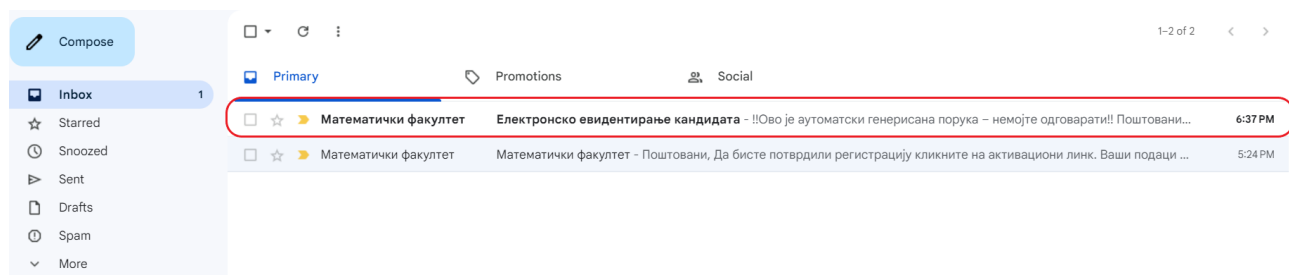 Compose
1–2 of 2
Primary
Promotions
Social
Inbox 1
Математички факултет Електронско евидентирање кандидата - !!Ово је аутоматски генерисана порука – немојте одговарати!! Поштовани... 6:37 PM
Starred
Математички факултет Математички факултет - Поштовани, Да бисте потврдили регистрацију кликните на активациони линк. Ваши подаци ... 5:24 PM
Snoozed
Sent
Drafts
Spam
More